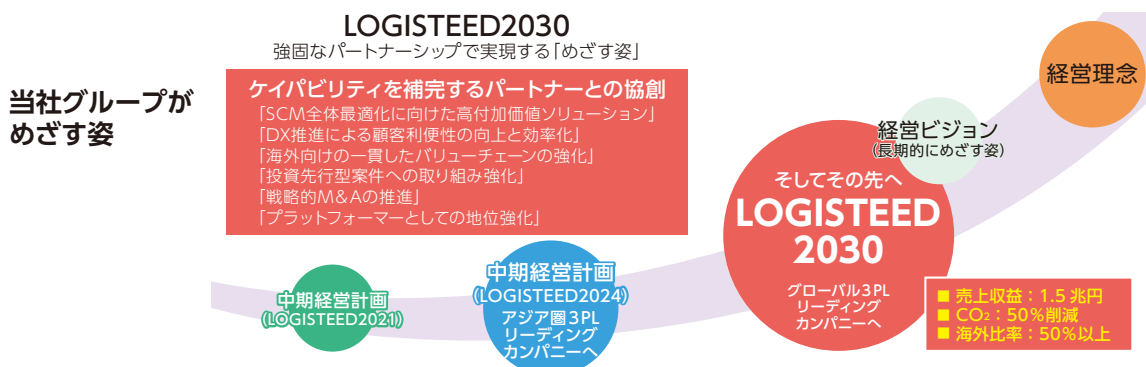 当社グループが
めざす姿
LOGISTEED2030
強固なパートナーシップで実現する「めざす姿」
ケイパビリティを補完するパートナーとの協創
「SCM全体最適化に向けた高付加価値ソリューション」
「DX推進による顧客利便性の向上と効率化」
「海外向けの一貫したバリューチェーンの強化」
「投資先行型案件への取り組み強化」
「戦略的M&Aの推進」
「プラットフォーマーとしての地位強化」
中期経営計画
(LOGISTEED2021)
中期経営計画
(LOGISTEED2024)
アジア圏3PL
リーディング
カンパニーへ
そしてその先へ
LOGISTEED
2030
グローバル3PL
リーディング
カンパニーへ
経営ビジョン
(長期的にめざす姿)
経営理念
■ 売上収益：1.5兆円
■ CO₂：50%削減
■ 海外比率：50%以上